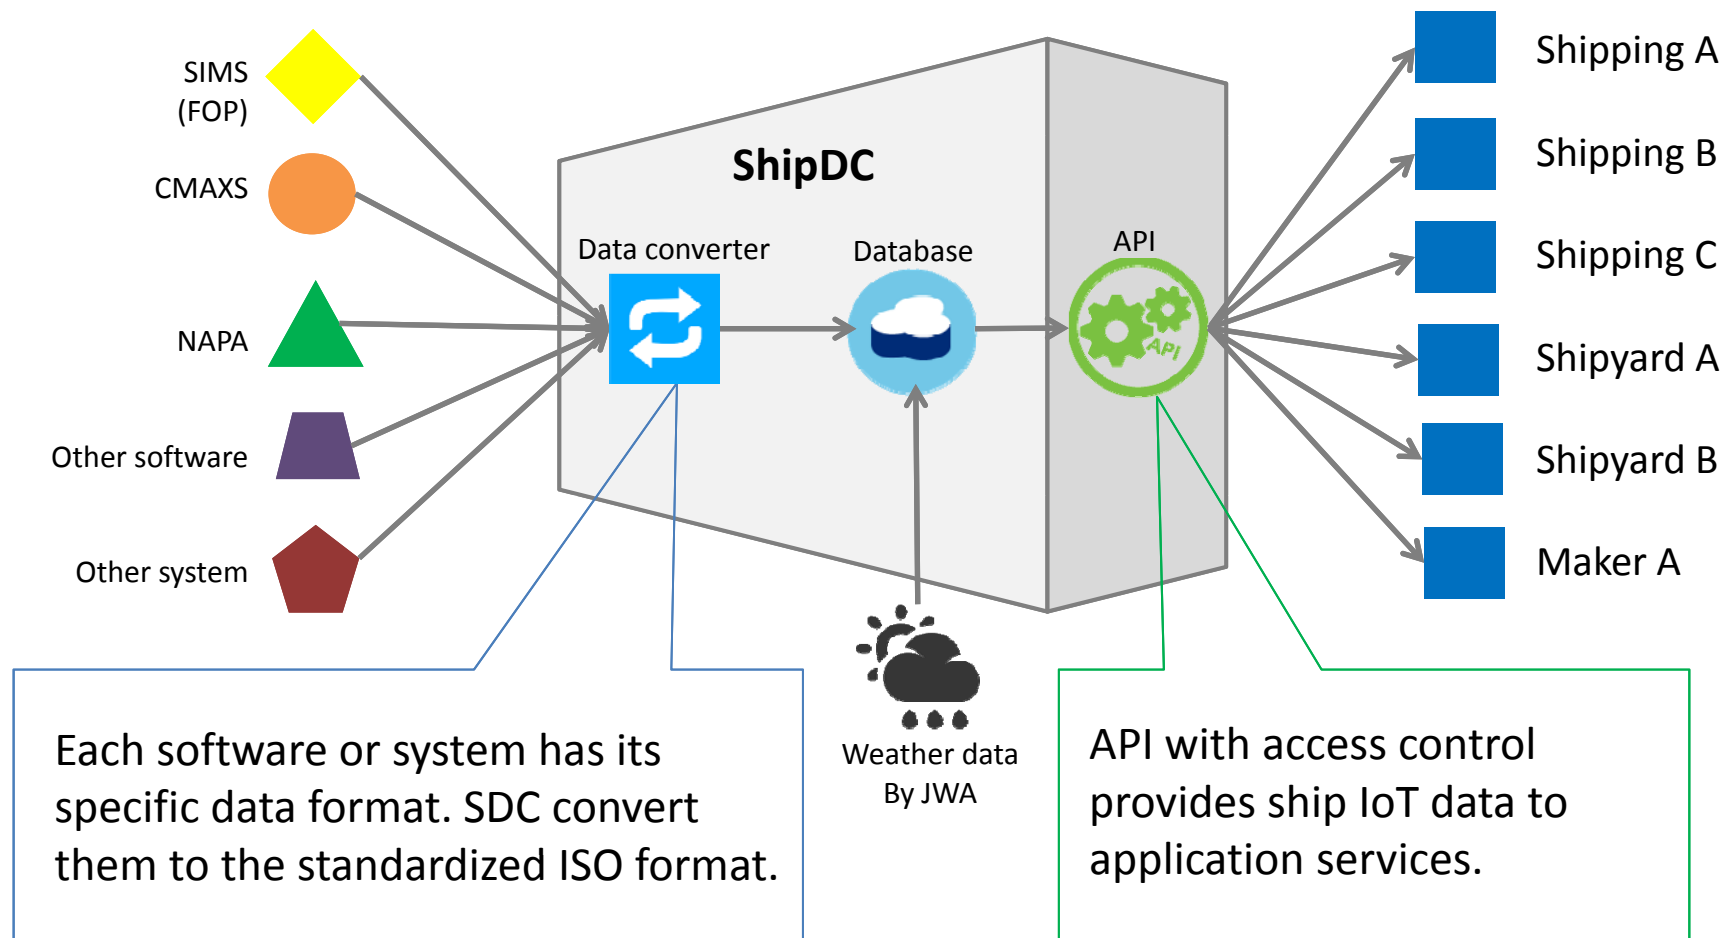 SIMS
(FOP)
CMAXS
NAPA
Other software
Other system
ShipDC
Data converter
Database
API
API
Weather data
By JWA
Shipping A
Shipping B
Shipping C
Shipyard A
Shipyard B
Maker A
Each software or system has its
specific data format. SDC convert
them to the standardized ISO format.
API with access control
provides ship IoT data to
application services.